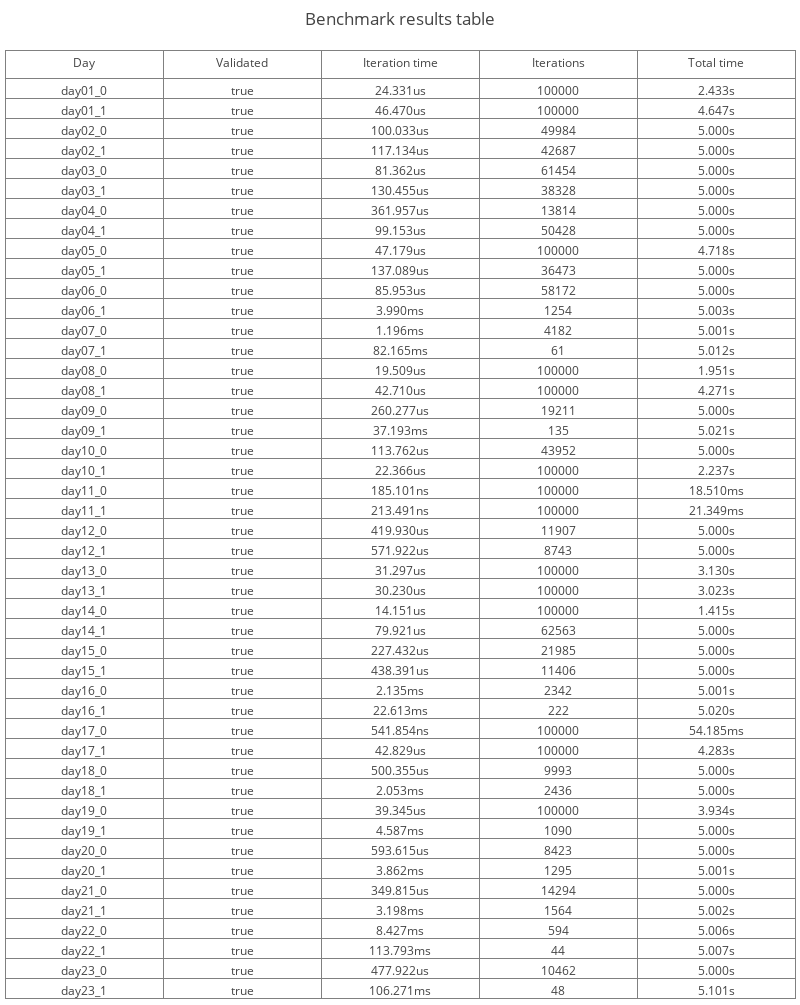 Benchmark results table
Day Validated Iteration time Iterations Total time
day01_0 true 24.331us 100000 2.433s
day01_1 true 46.470us 100000 4.647s
day02_0 true 100.033us 49984 5.000s
day02_1 true 117.134us 42687 5.000s
day03_0 true 81.362us 61454 5.000s
day03_1 true 130.455us 38328 5.000s
day04_0 true 361.957us 13814 5.000s
day04_1 true 99.153us 50428 5.000s
day05_0 true 47.179us 100000 4.718s
day05_1 true 137.089us 36473 5.000s
day06_0 true 85.953us 58172 5.000s
day06_1 true 3.990ms 1254 5.003s
day07_0 true 1.196ms 4182 5.001s
day07_1 true 82.165ms 61 5.012s
day08_0 true 19.509us 100000 1.951s
day08_1 true 42.710us 100000 4.271s
day09_0 true 260.277us 19211 5.000s
day09_1 true 37.193ms 135 5.021s
day10_0 true 113.762us 43952 5.000s
day10_1 true 22.366us 100000 2.237s
day11_0 true 185.101ns 100000 18.510ms
day11_1 true 213.491ns 100000 21.349ms
day12_0 true 419.930us 11907 5.000s
day12_1 true 571.922us 8743 5.000s
day13_0 true 31.297us 100000 3.130s
day13_1 true 30.230us 100000 3.023s
day14_0 true 14.151us 100000 1.415s
day14_1 true 79.921us 62563 5.000s
day15_0 true 227.432us 21985 5.000s
day15_1 true 438.391us 11406 5.000s
day16_0 true 2.135ms 2342 5.001s
day16_1 true 22.613ms 222 5.020s
day17_0 true 541.854ns 100000 54.185ms
day17_1 true 42.829us 100000 4.283s
day18_0 true 500.355us 9993 5.000s
day18_1 true 2.053ms 2436 5.000s
day19_0 true 39.345us 100000 3.934s
day19_1 true 4.587ms 1090 5.000s
day20_0 true 593.615us 8423 5.000s
day20_1 true 3.862ms 1295 5.001s
day21_0 true 349.815us 14294 5.000s
day21_1 true 3.198ms 1564 5.002s
day22_0 true 8.427ms 594 5.006s
day22_1 true 113.793ms 44 5.007s
day23_0 true 477.922us 10462 5.000s
day23_1 true 106.271ms 48 5.101s